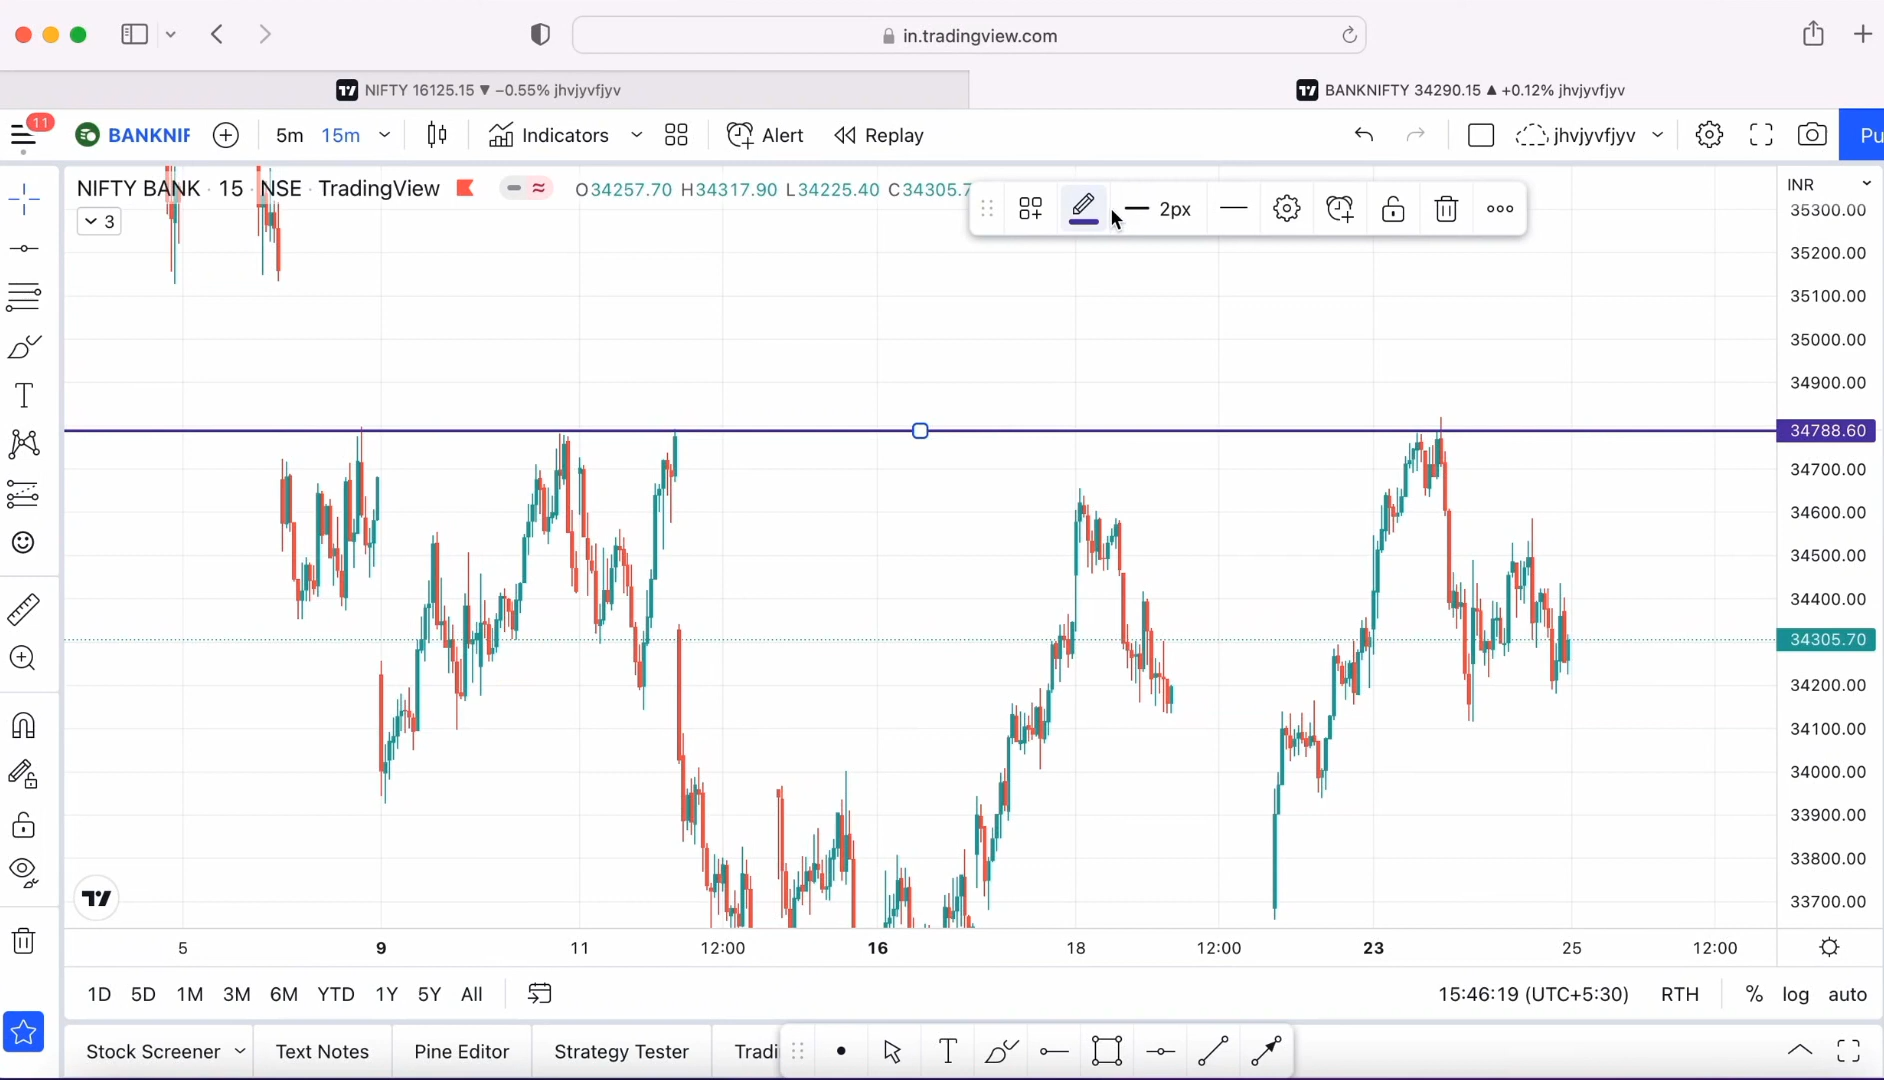 in.tradingview.com
NIFTY 16125.15 ▼ −0.55% jhvjyvfjyv
BANKNIFTY 34290.15 ▲ +0.12% jhvjyvfjyv
11
BANKNIF
5m 15m
Indicators
Alert
Replay
jhvjyvfjyv
Pu
NIFTY BANK · 15 · NSE · TradingView
O34257.70 H34317.90 L34225.40 C34305.7
3
2px
INR
35300.00
35200.00
35100.00
35000.00
34900.00
34788.60
34700.00
34600.00
34500.00
34400.00
34305.70
34200.00
34100.00
34000.00
33900.00
33800.00
33700.00
5 9 11 12:00 16 18 12:00 23 25 12:00
1D 5D 1M 3M 6M YTD 1Y 5Y All
15:46:19 (UTC+5:30) RTH % log auto
Stock Screener Text Notes Pine Editor Strategy Tester Tradi